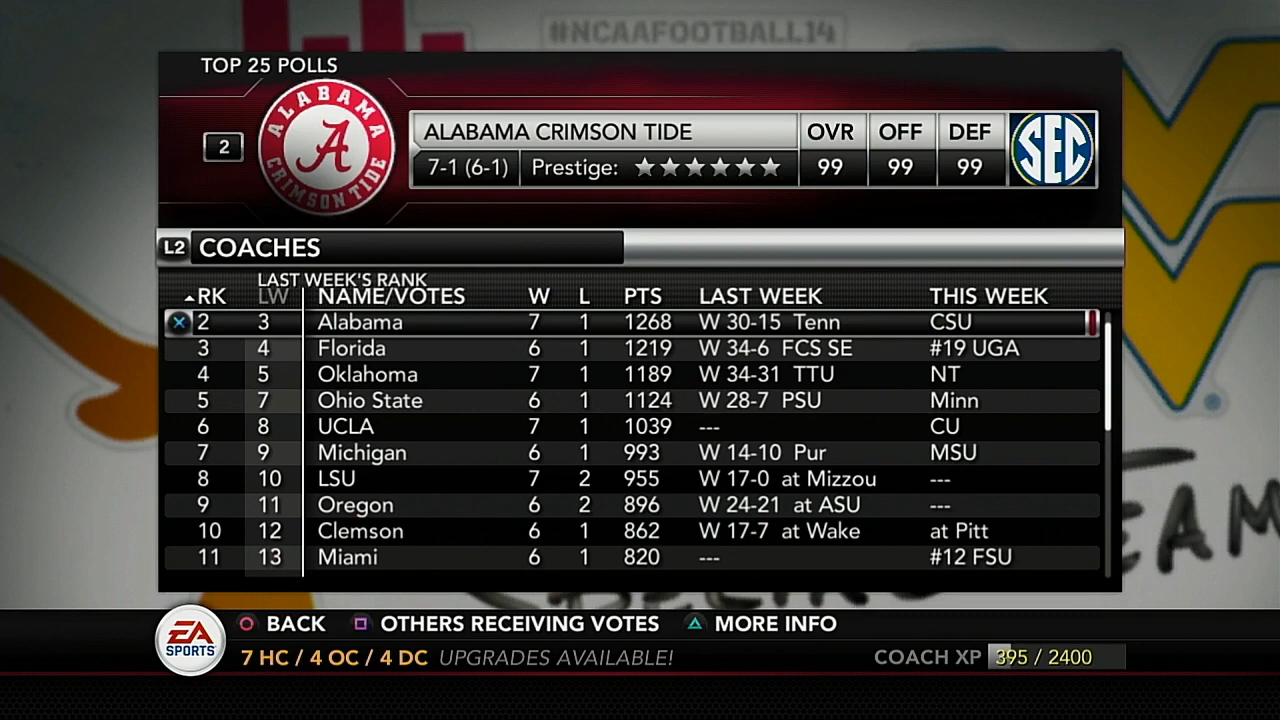 #NCAAFOOTBALL14
TOP 25 POLLS
2
ALABAMA CRIMSON TIDE
A
ALABAMA CRIMSON TIDE OVR OFF DEF
7-1 (6-1) Prestige: ★★★★★★ 99 99 99
SEC
L2 COACHES
LAST WEEK'S RANK
RK LW NAME/VOTES W L PTS LAST WEEK THIS WEEK
2 3 Alabama 7 1 1268 W 30-15 Tenn CSU
3 4 Florida 6 1 1219 W 34-6 FCS SE #19 UGA
4 5 Oklahoma 7 1 1189 W 34-31 TTU NT
5 7 Ohio State 6 1 1124 W 28-7 PSU Minn
6 8 UCLA 7 1 1039 --- CU
7 9 Michigan 6 1 993 W 14-10 Pur MSU
8 10 LSU 7 2 955 W 17-0 at Mizzou ---
9 11 Oregon 6 2 896 W 24-21 at ASU ---
10 12 Clemson 6 1 862 W 17-7 at Wake at Pitt
11 13 Miami 6 1 820 --- #12 FSU
EA SPORTS
BACK OTHERS RECEIVING VOTES MORE INFO
7 HC / 4 OC / 4 DC UPGRADES AVAILABLE! COACH XP 395 / 2400